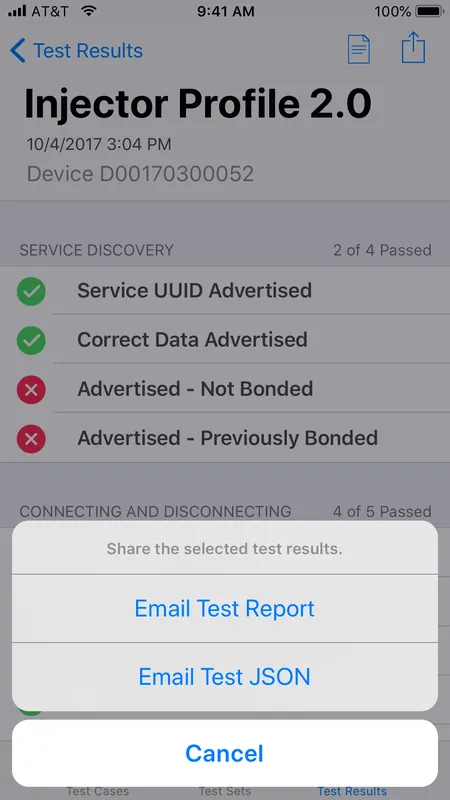 AT&T 9:41 AM 100%
Test Results
Injector Profile 2.0
10/4/2017 3:04 PM
Device D00170300052
SERVICE DISCOVERY 2 of 4 Passed
Service UUID Advertised
Correct Data Advertised
Advertised - Not Bonded
Advertised - Previously Bonded
CONNECTING AND DISCONNECTING 4 of 5 Passed
Share the selected test results.
Email Test Report
Email Test JSON
Cancel
Test Cases Test Sets Test Results